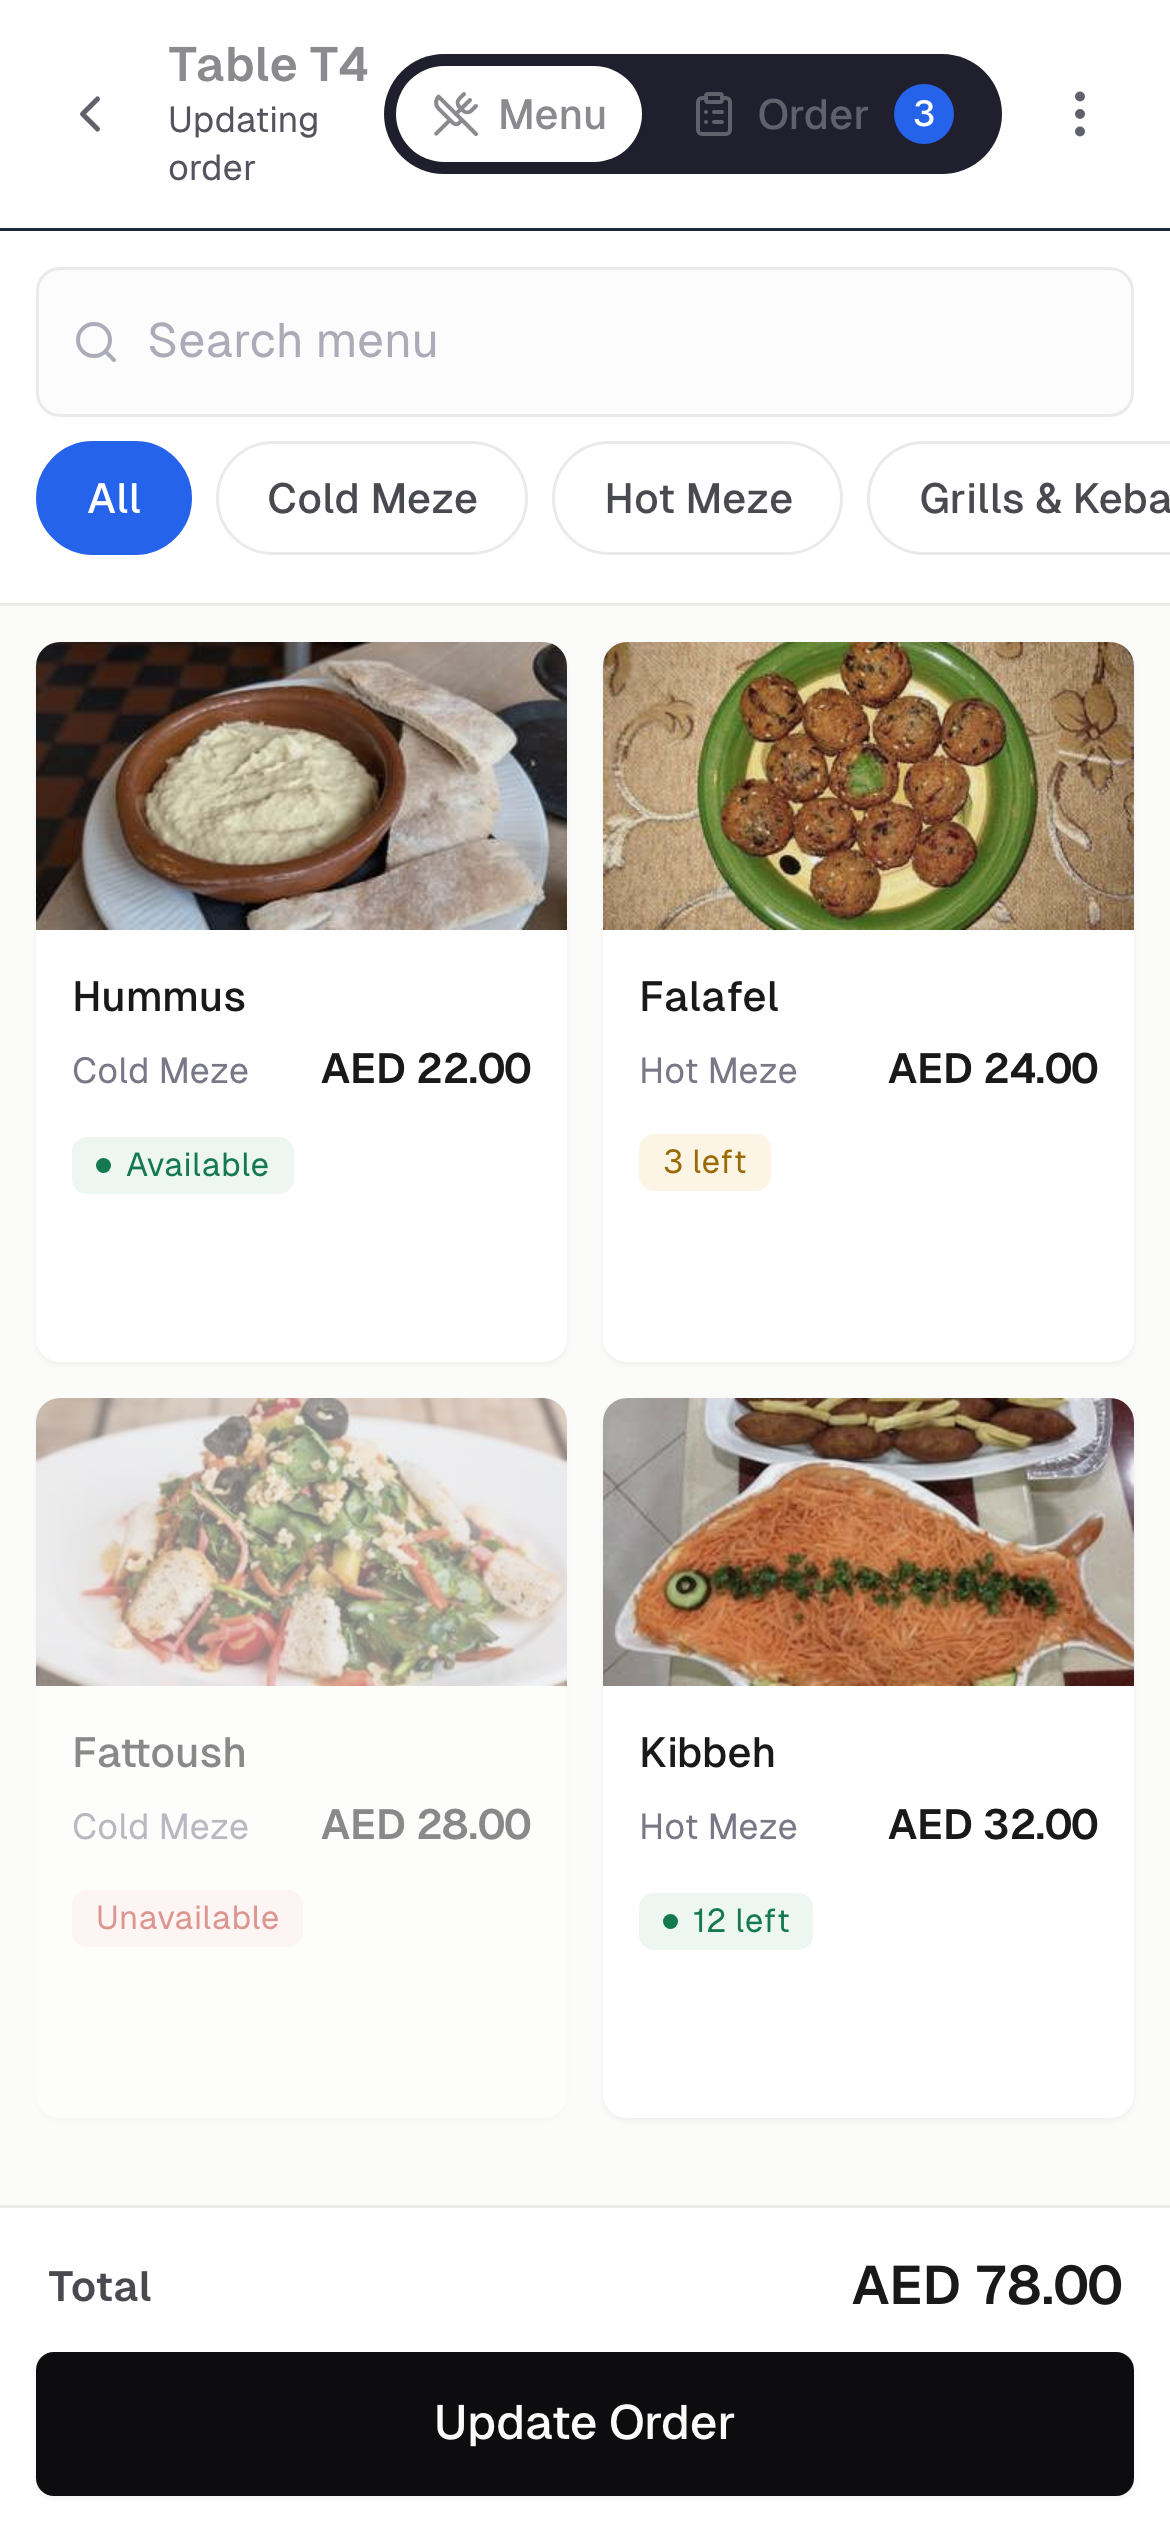 Table T4
Updating
order
Menu
Order 3
Search menu
All
Cold Meze
Hot Meze
Grills & Keba
Hummus
Cold Meze AED 22.00
Available
Falafel
Hot Meze AED 24.00
3 left
Fattoush
Cold Meze AED 28.00
Unavailable
Kibbeh
Hot Meze AED 32.00
12 left
Total AED 78.00
Update Order